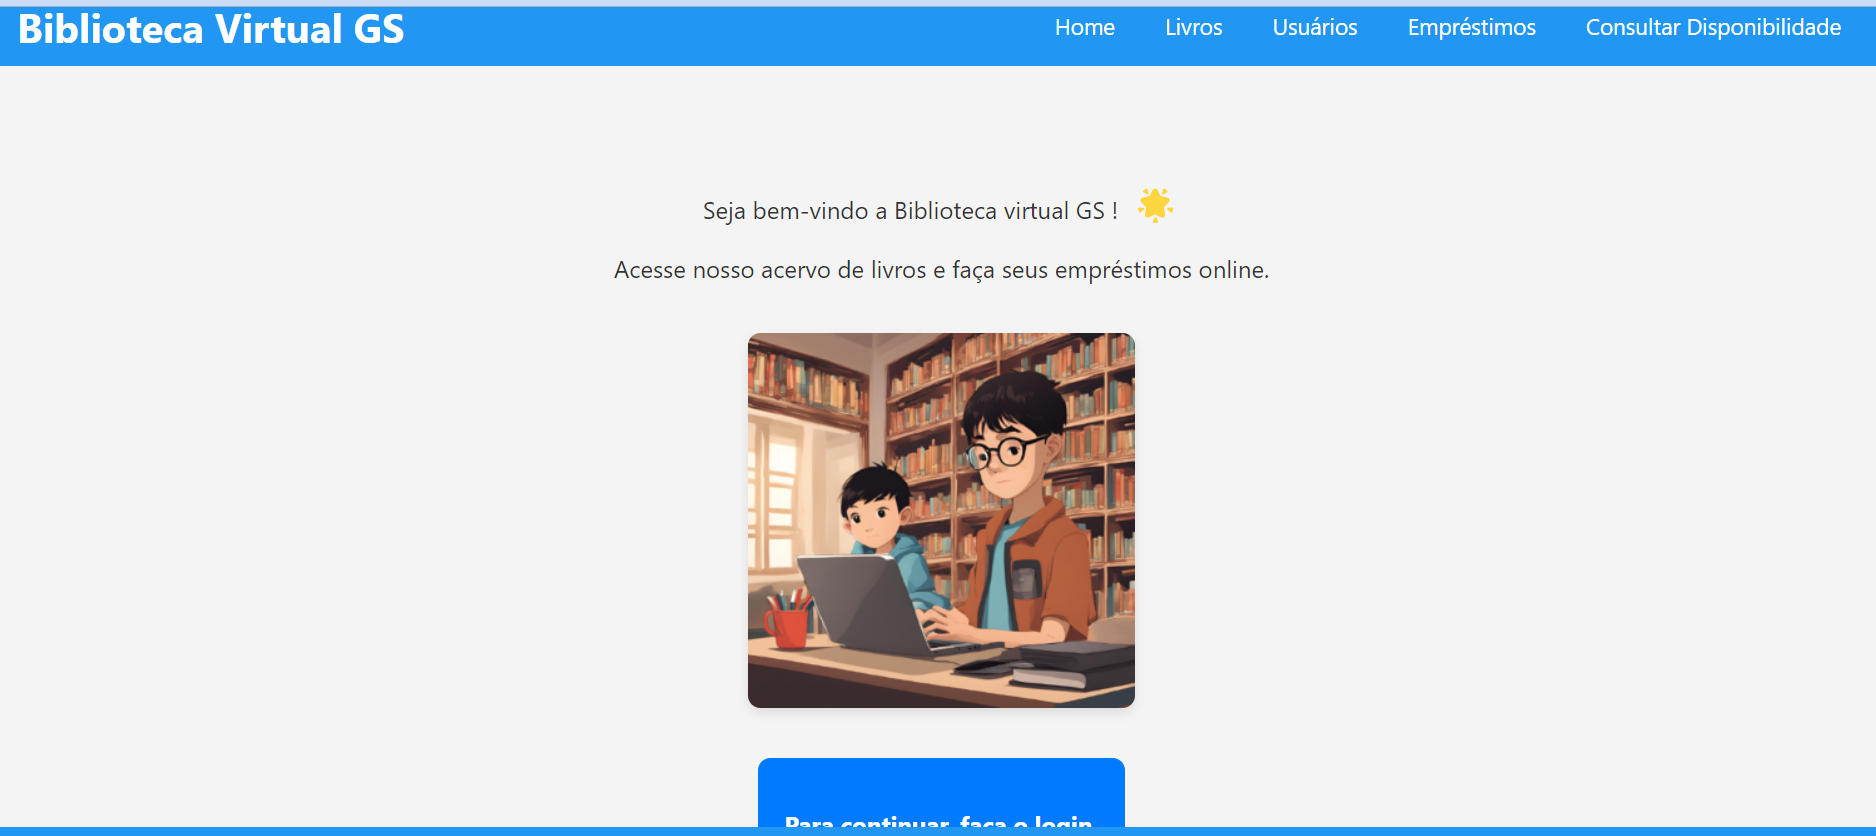 Biblioteca Virtual GS
Home Livros Usuários Empréstimos Consultar Disponibilidade
Seja bem-vindo a Biblioteca virtual GS !
Acesse nosso acervo de livros e faça seus empréstimos online.
Para continuar, faça o login